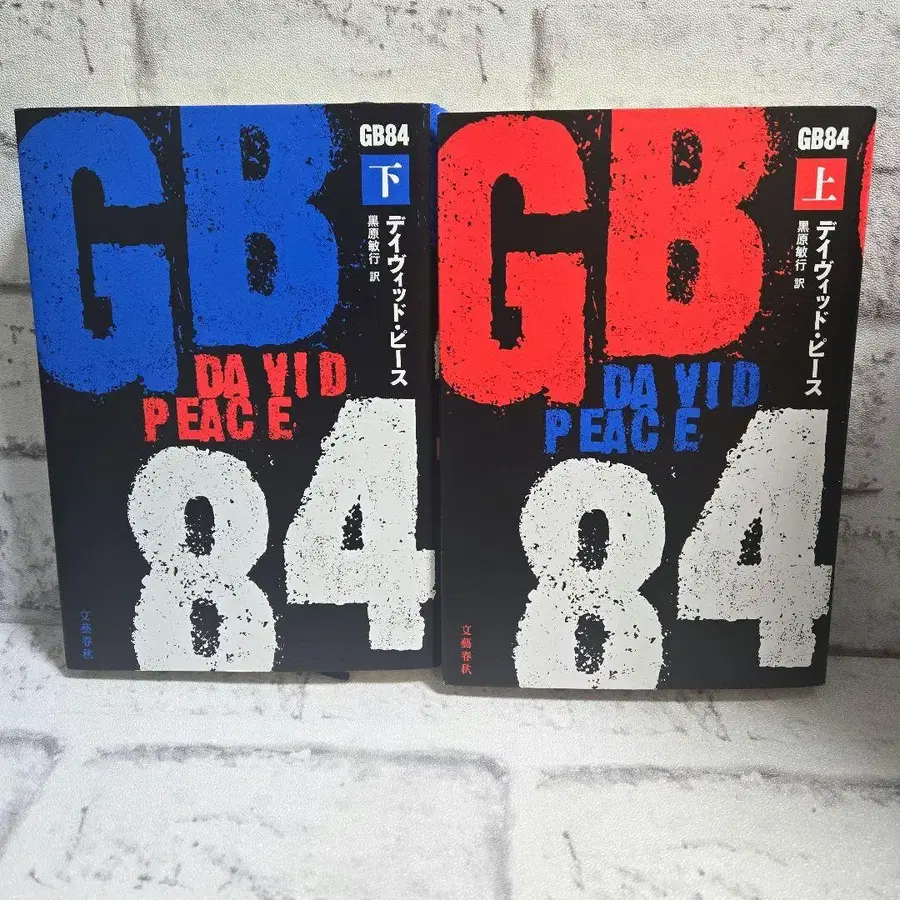 GB84
下
デイヴィッド・ピース
黒原敏行 訳
GB
DAVID
PEACE
84
文藝春秋
GB84
上
デイヴィッド・ピース
黒原敏行 訳
GB
DAVID
PEACE
84
文藝春秋